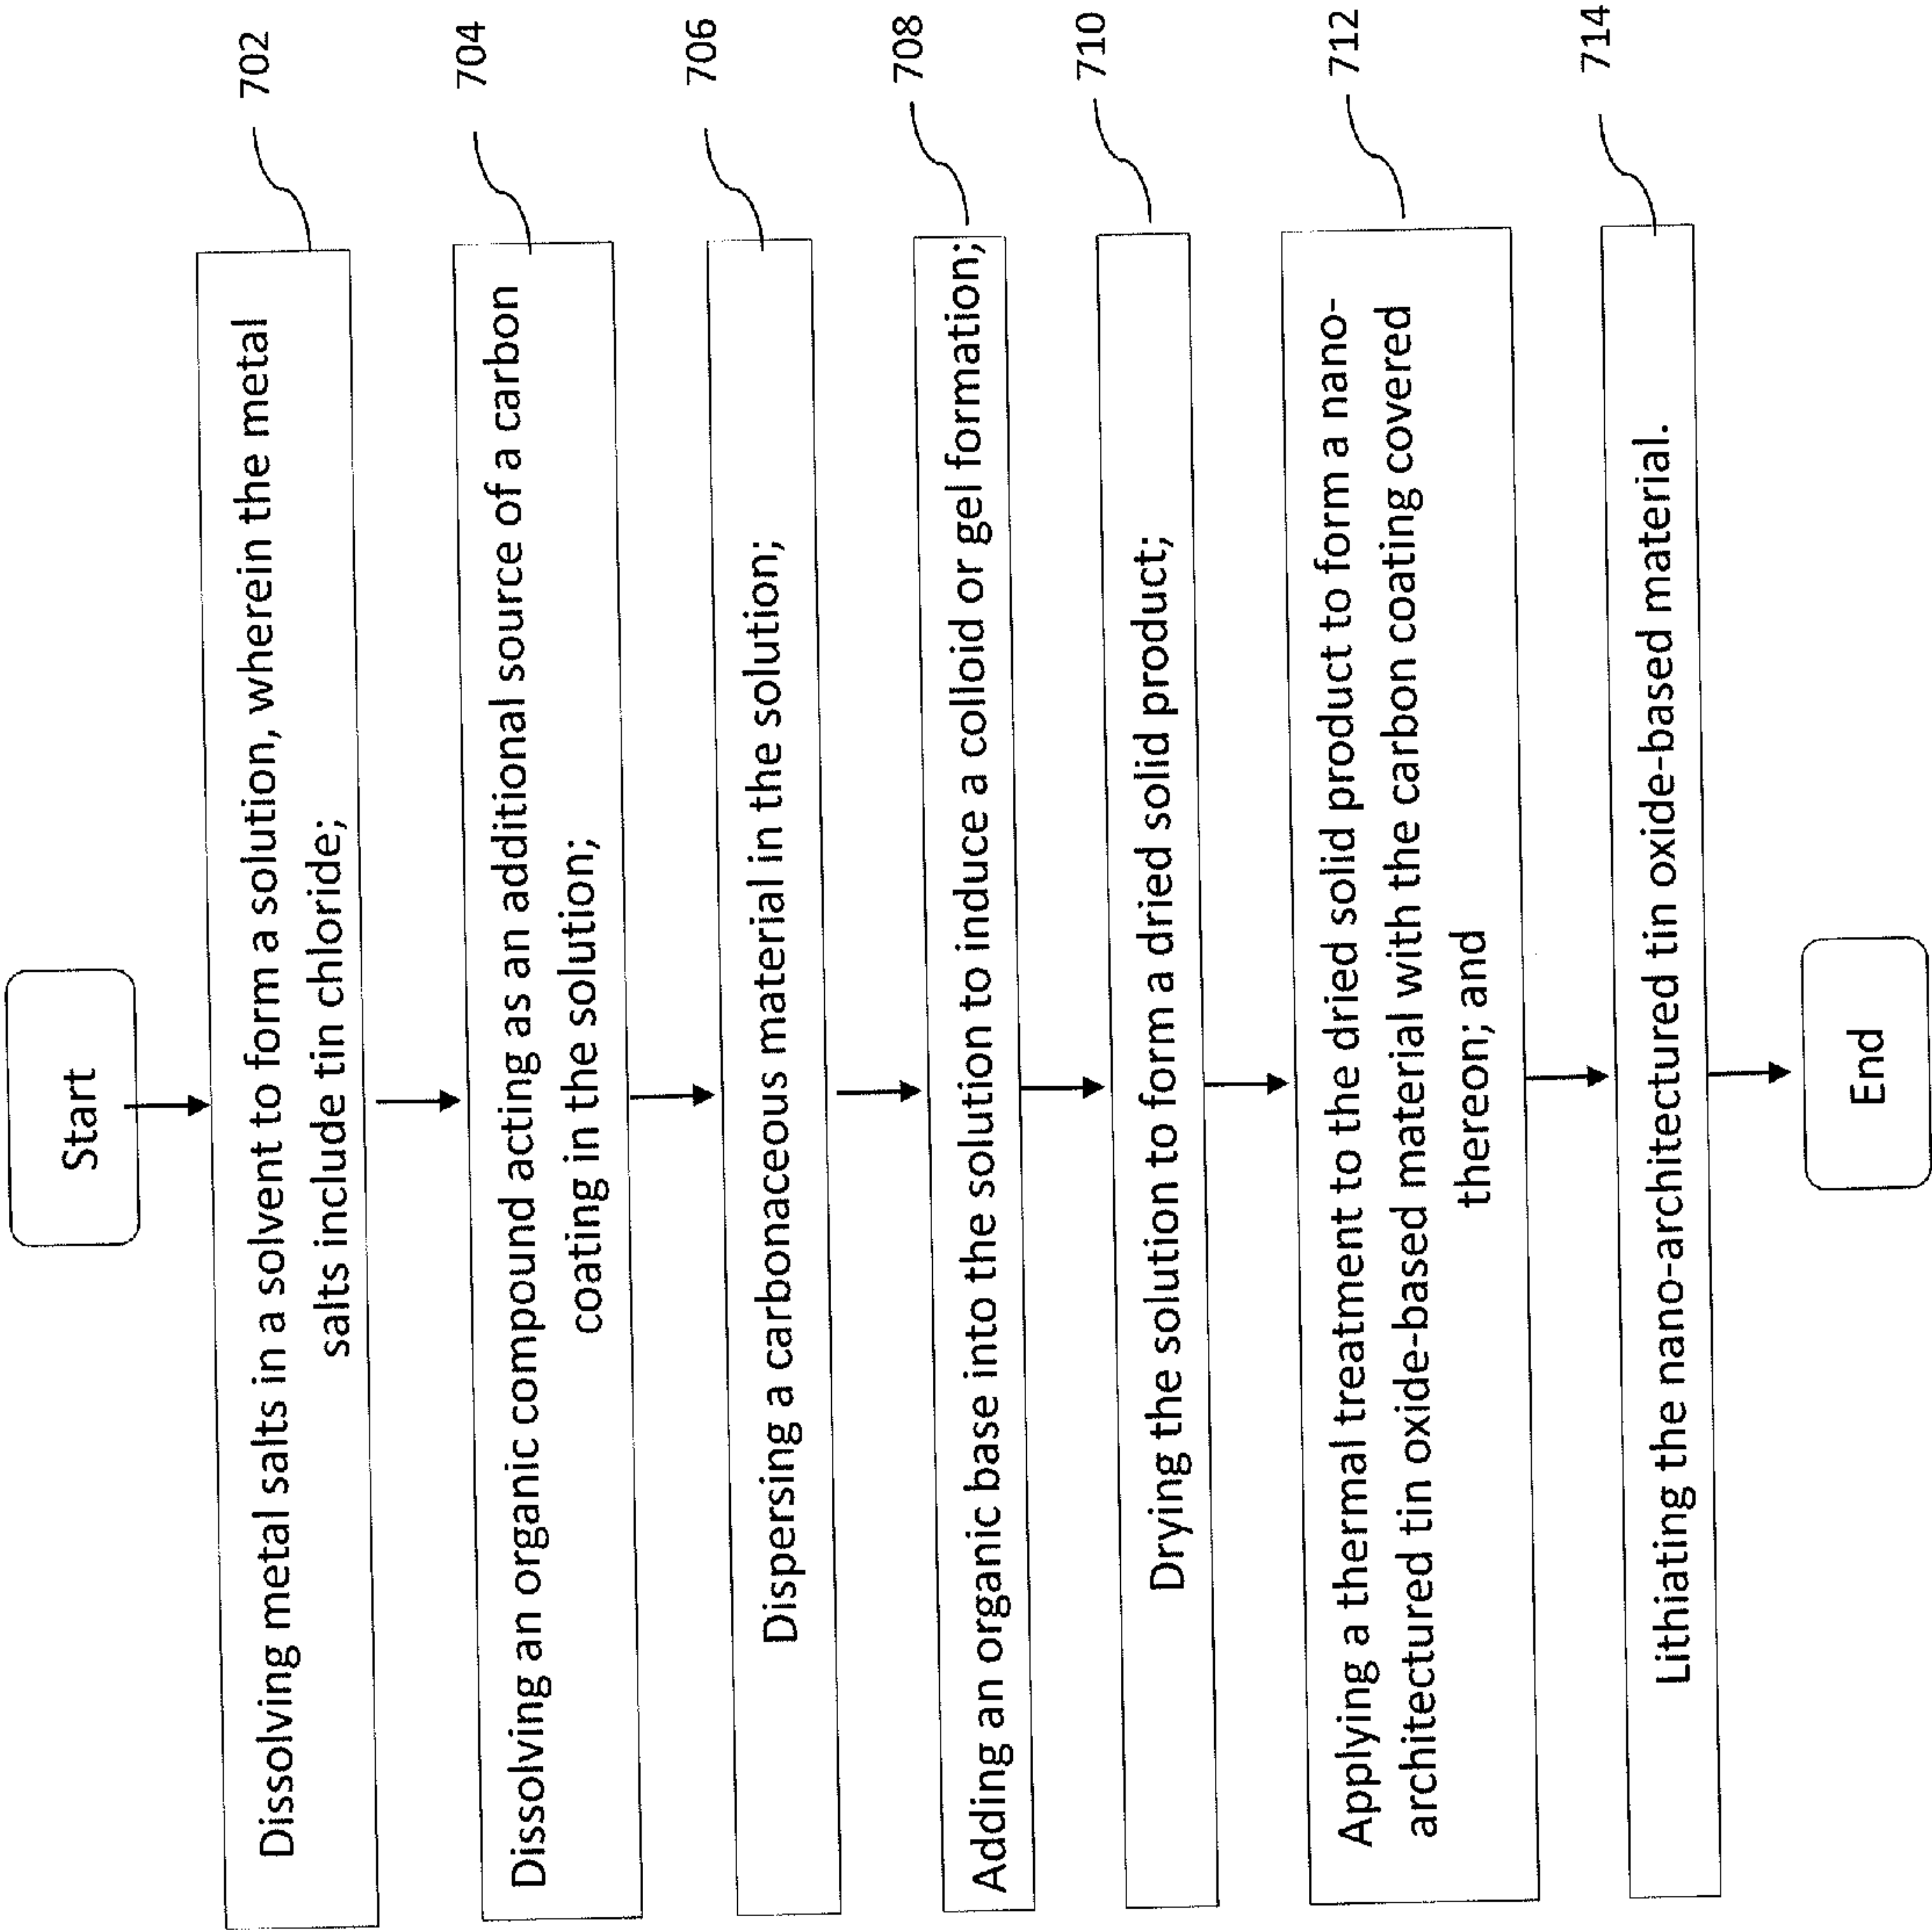 Start
Dissolving metal salts in a solvent to form a solution, wherein the metal
salts include tin chloride;
702
Dissolving an organic compound acting as an additional source of a carbon
coating in the solution;
704
Dispersing a carbonaceous material in the solution;
706
Adding an organic base into the solution to induce a colloid or gel formation;
708
Drying the solution to form a dried solid product;
710
Applying a thermal treatment to the dried solid product to form a nano-
architectured tin oxide-based material with the carbon coating covered
thereon; and
712
Lithiating the nano-architectured tin oxide-based material.
714
End